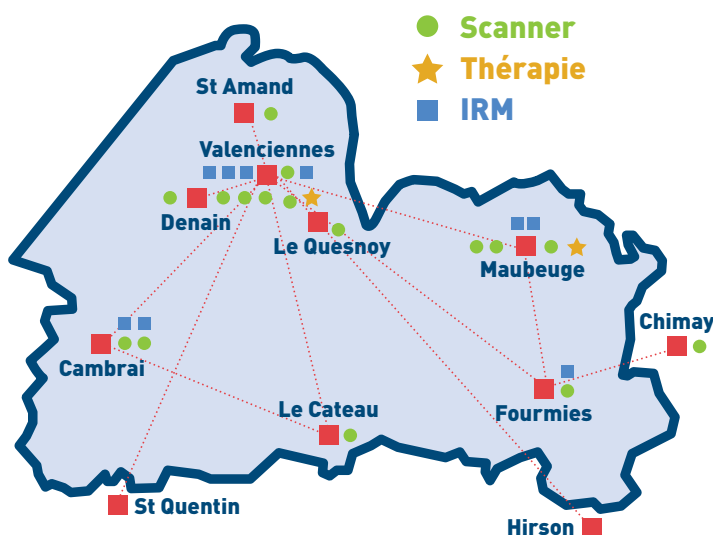 Scanner
Thérapie
IRM
St Amand
Valenciennes
Denain
Le Quesnoy
Maubeuge
Chimay
Cambrai
Le Cateau
Fourmies
St Quentin
Hirson